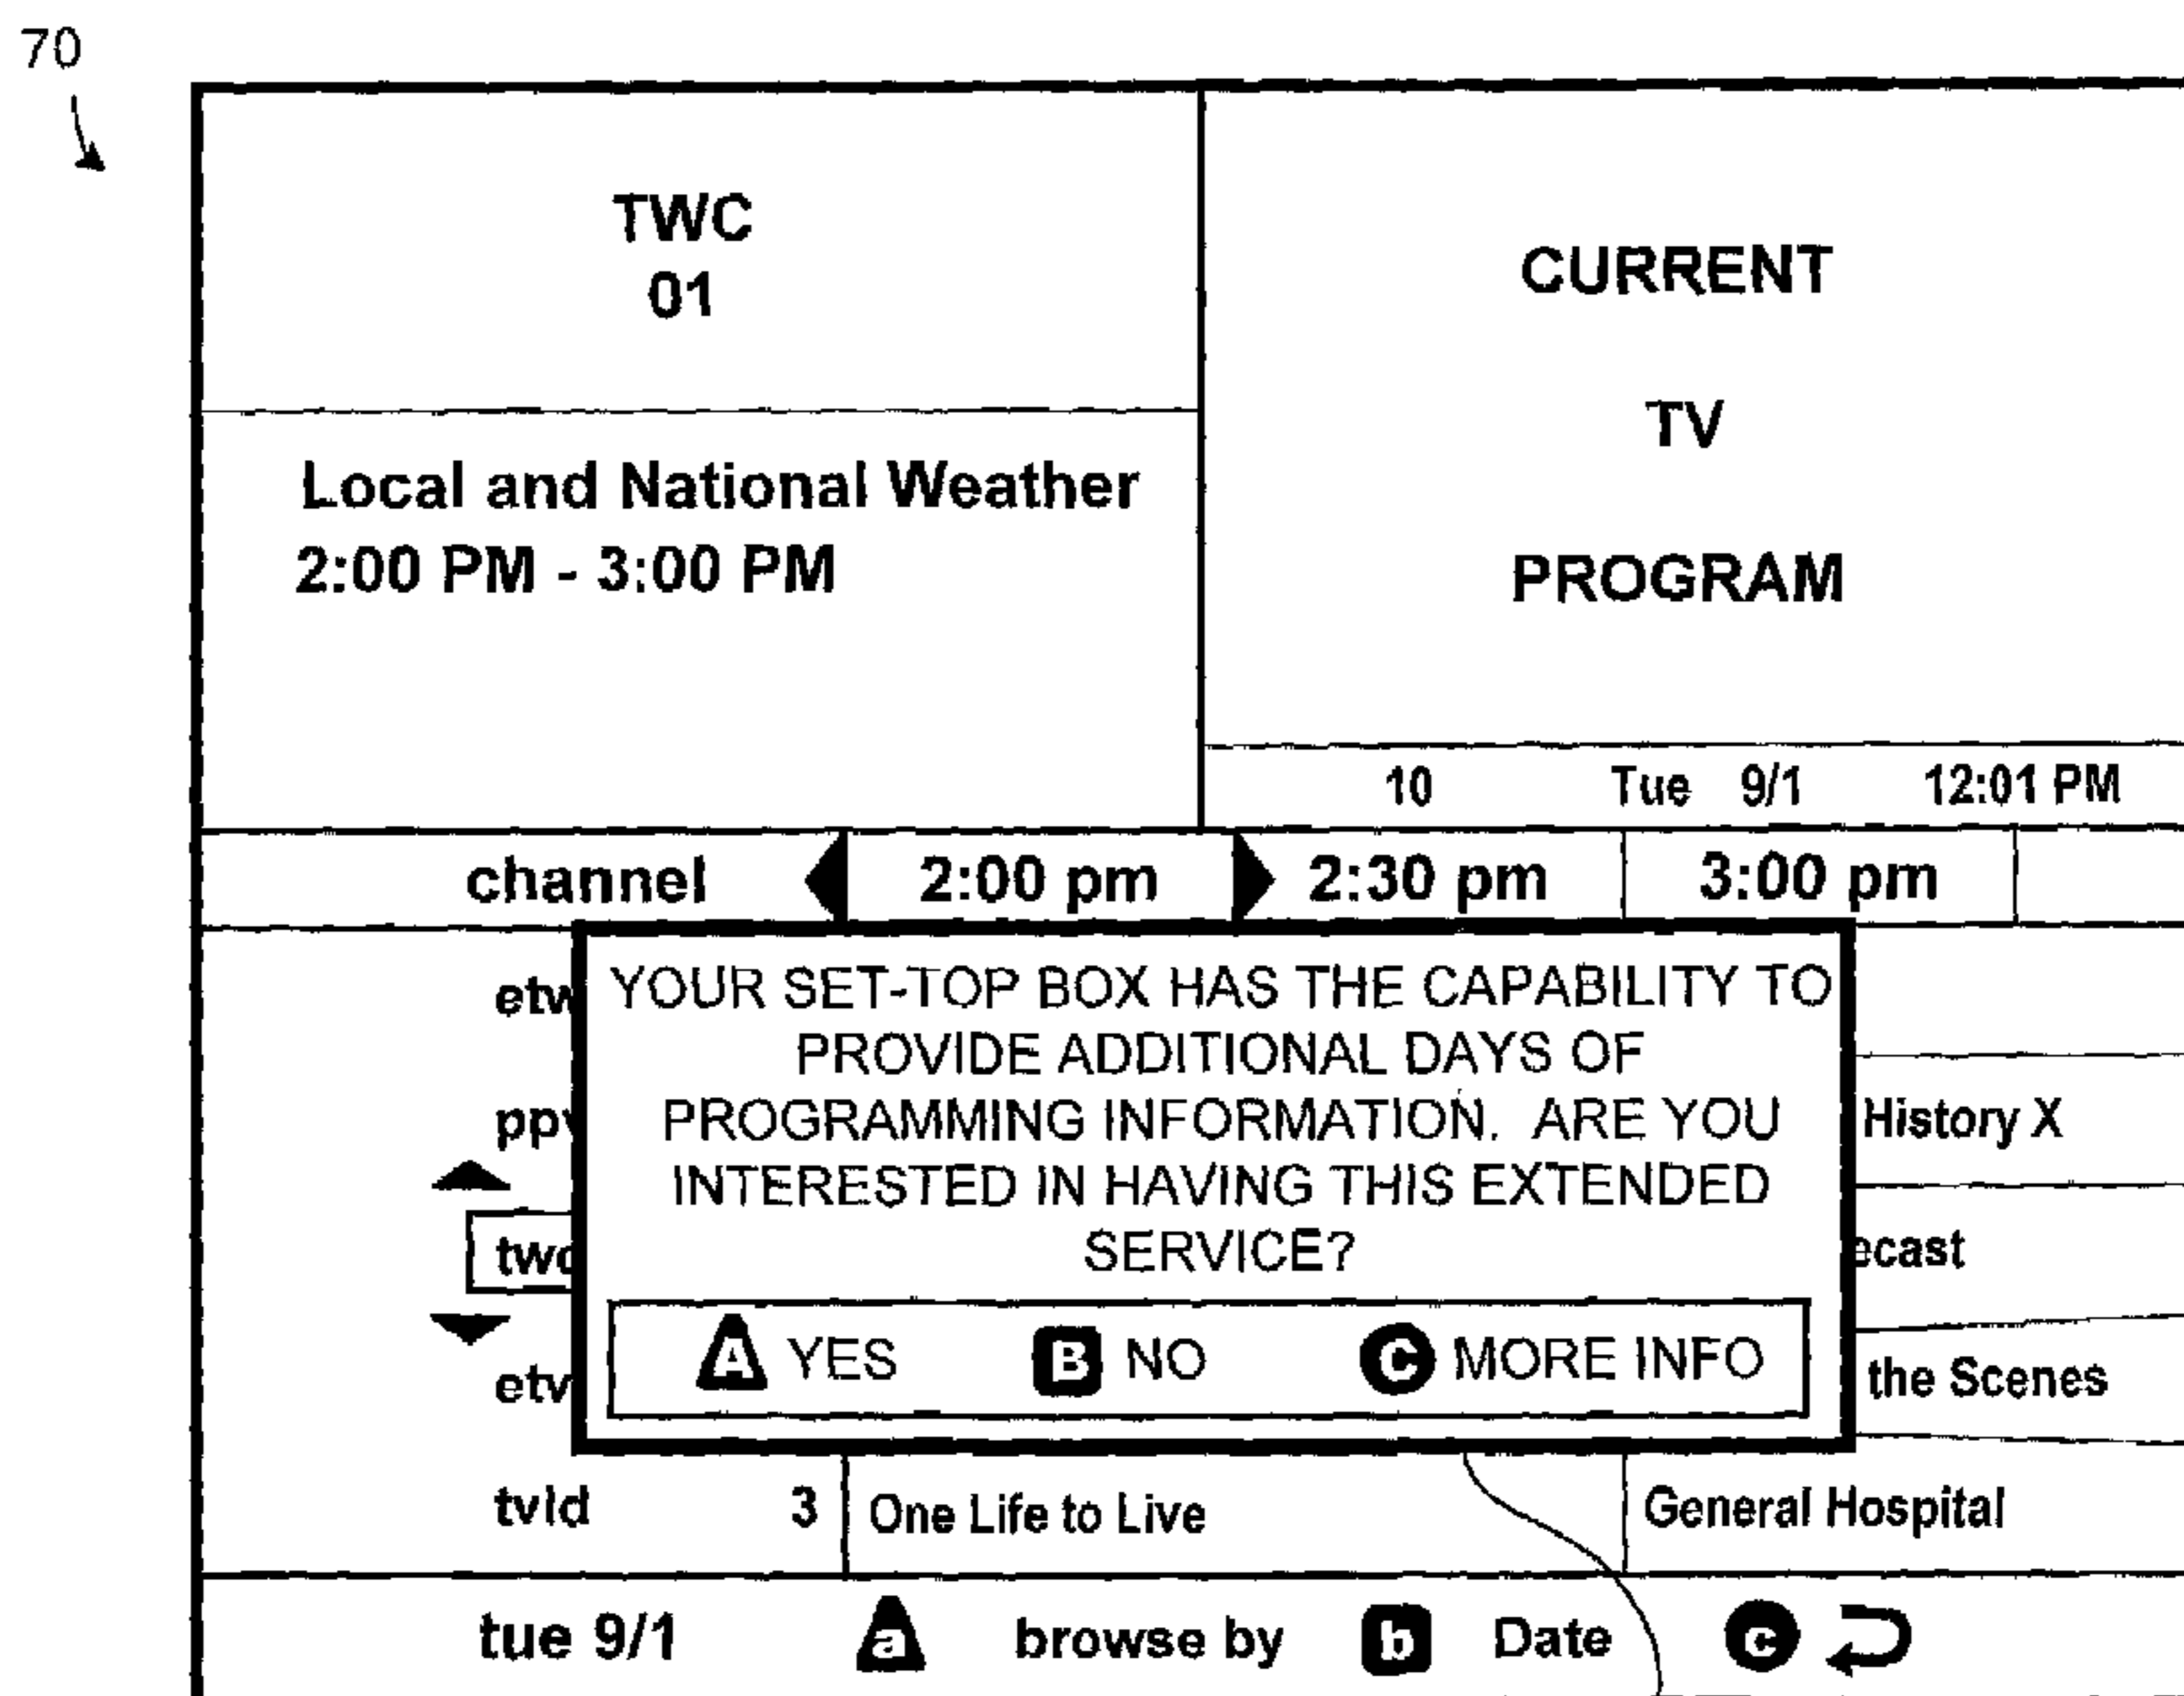 70
TWC
01
CURRENT
TV
PROGRAM
Local and National Weather
2:00 PM - 3:00 PM
10 Tue 9/1 12:01 PM
channel 2:00 pm 2:30 pm 3:00 pm
YOUR SET-TOP BOX HAS THE CAPABILITY TO
PROVIDE ADDITIONAL DAYS OF
PROGRAMMING INFORMATION. ARE YOU
INTERESTED IN HAVING THIS EXTENDED
SERVICE?
A YES B NO C MORE INFO
History X
the Scenes
tvld 3 One Life to Live General Hospital
tue 9/1 a browse by b Date c